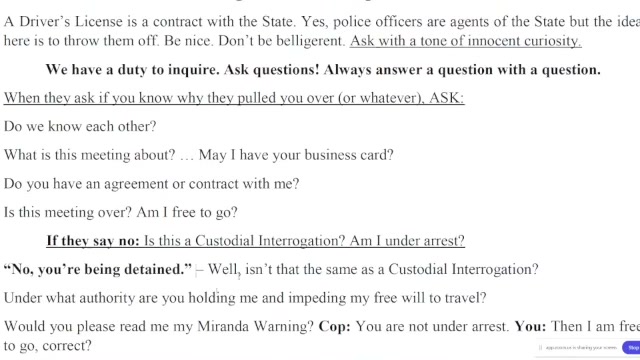 A Driver’s License is a contract with the State. Yes, police officers are agents of the State but the idea
here is to throw them off. Be nice. Don’t be belligerent. Ask with a tone of innocent curiosity.
We have a duty to inquire. Ask questions! Always answer a question with a question.
When they ask if you know why they pulled you over (or whatever), ASK:
Do we know each other?
What is this meeting about? … May I have your business card?
Do you have an agreement or contract with me?
Is this meeting over? Am I free to go?
If they say no: Is this a Custodial Interrogation? Am I under arrest?
“No, you’re being detained.” – Well, isn’t that the same as a Custodial Interrogation?
Under what authority are you holding me and impeding my free will to travel?
Would you please read me my Miranda Warning? Cop: You are not under arrest. You: Then I am free
to go, correct?
is sharing your screen.
Stop